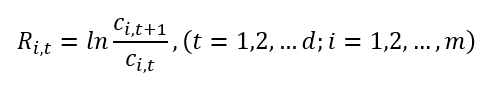 R_{i,t} = ln \frac{c_{i,t+1}}{c_{i,t}}, (t = 1,2, … d; i = 1,2, …, m)